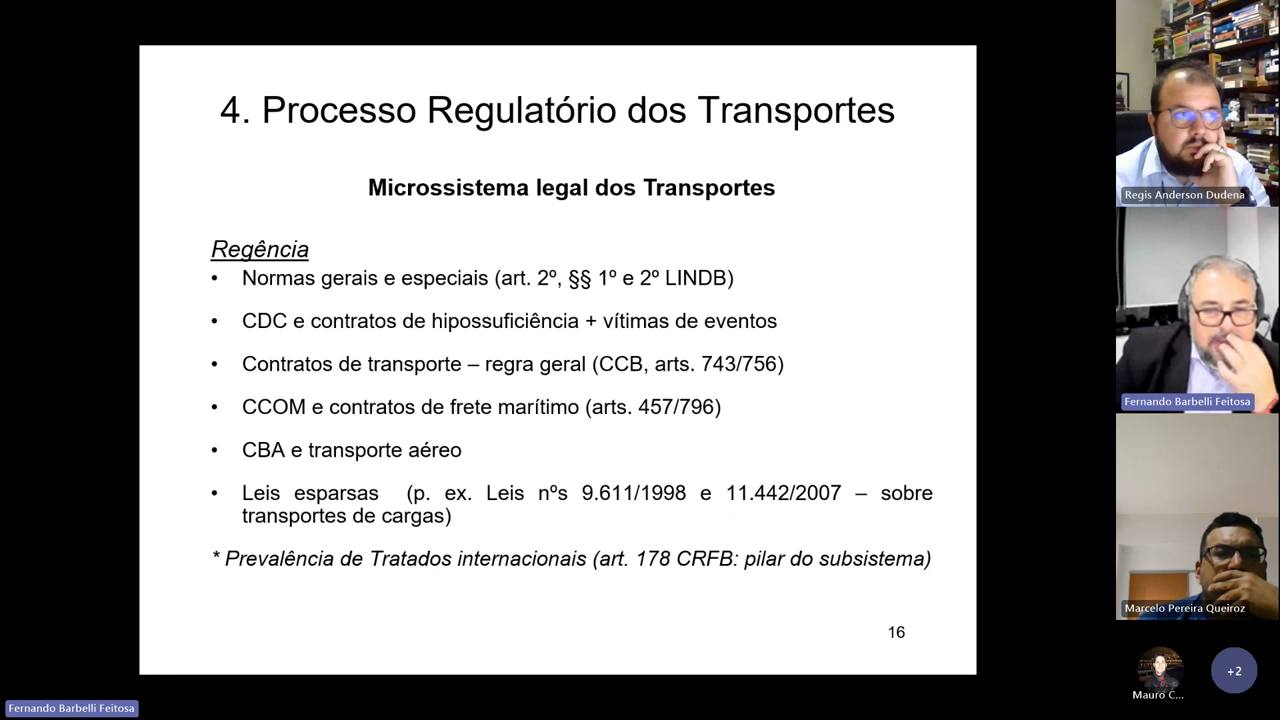 4. Processo Regulatório dos Transportes
Microssistema legal dos Transportes
Regência
• Normas gerais e especiais (art. 2º, §§ 1º e 2º LINDB)
• CDC e contratos de hipossuficiência + vítimas de eventos
• Contratos de transporte – regra geral (CCB, arts. 743/756)
• CCOM e contratos de frete marítimo (arts. 457/796)
• CBA e transporte aéreo
• Leis esparsas (p. ex. Leis nºs 9.611/1998 e 11.442/2007 – sobre
transportes de cargas)
* Prevalência de Tratados internacionais (art. 178 CRFB: pilar do subsistema)
16
Regis Anderson Dudena
Fernando Barbelli Feitosa
Marcelo Pereira Queiroz
Mauro C...
+2
Fernando Barbelli Feitosa